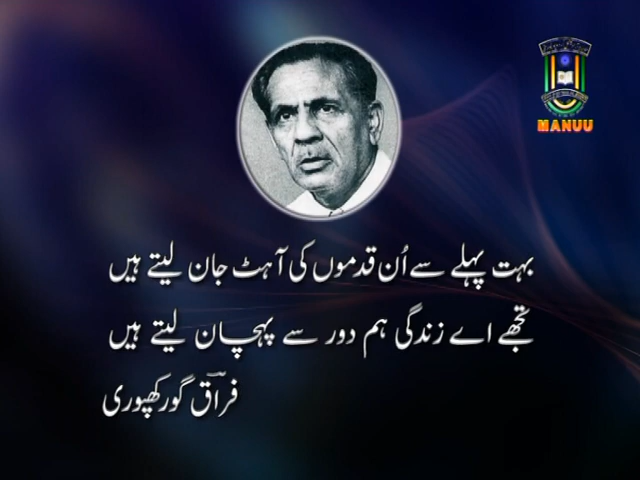 MANUU
بہت پہلے سے اُن قدموں کی آہٹ جان لیتے ہیں
تجھے اے زندگی ہم دور سے پہچان لیتے ہیں
فراقؔ گورکھپوری